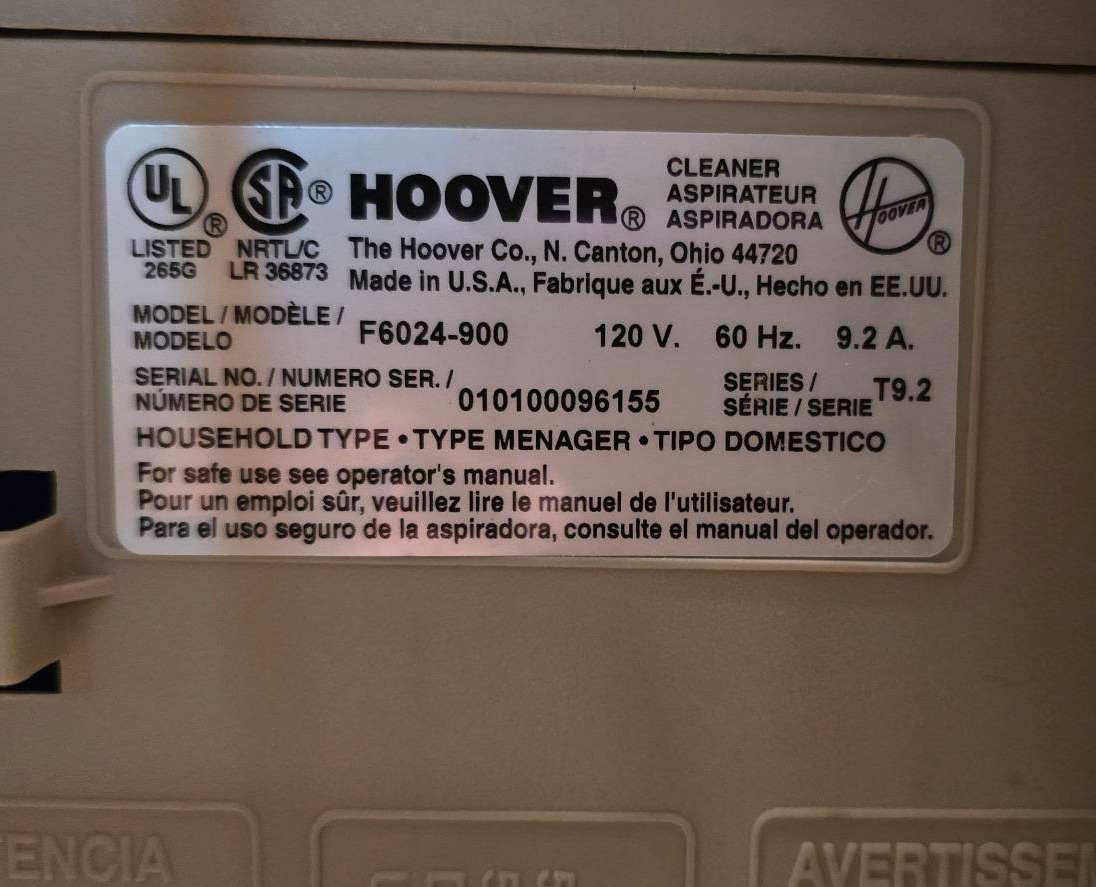 UL
®
LISTED
265G
SA
®
NRTL/C
LR 36873
HOOVER®
CLEANER
ASPIRATEUR
ASPIRADORA
HOOVER
®
The Hoover Co., N. Canton, Ohio 44720
Made in U.S.A., Fabrique aux É.-U., Hecho en EE.UU.
MODEL / MODÈLE /
MODELO
F6024-900 120 V. 60 Hz. 9.2 A.
SERIAL NO. / NUMERO SER. /
NÚMERO DE SERIE
010100096155
SERIES /
SÉRIE / SERIE
T9.2
HOUSEHOLD TYPE • TYPE MENAGER • TIPO DOMESTICO
For safe use see operator's manual.
Pour un emploi sûr, veuillez lire le manuel de l'utilisateur.
Para el uso seguro de la aspiradora, consulte el manual del operador.
TENCIA
AVERTISSEM